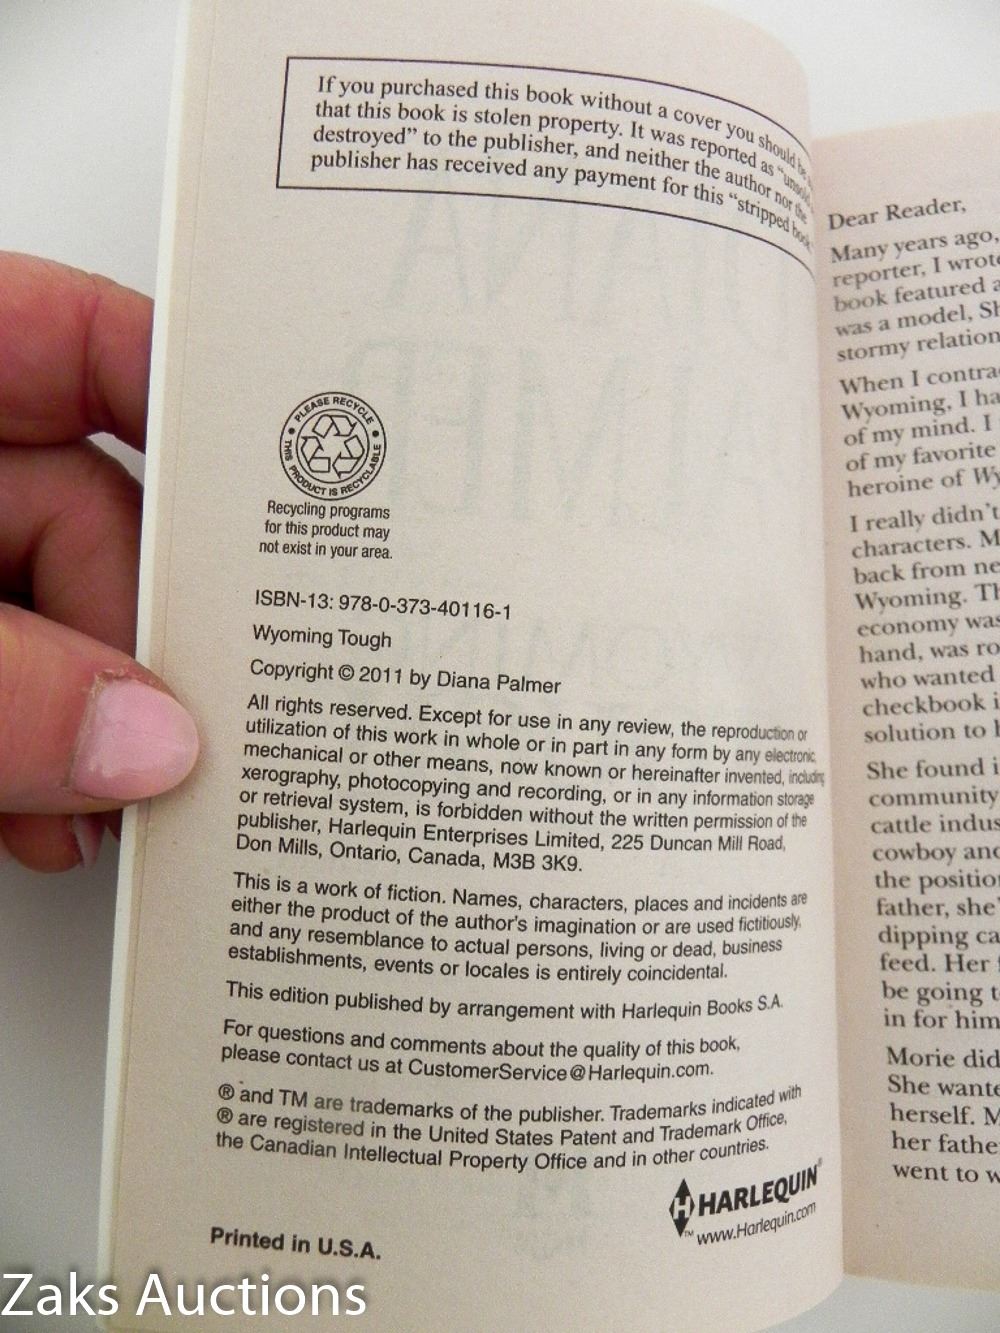 If you purchased this book without a cover you should be
that this book is stolen property. It was reported as "unsold
destroyed" to the publisher, and neither the author nor the
publisher has received any payment for this "stripped book."
PLEASE RECYCLE
THIS PRODUCT IS RECYCLABLE
Recycling programs
for this product may
not exist in your area.
ISBN-13: 978-0-373-40116-1
Wyoming Tough
Copyright © 2011 by Diana Palmer
All rights reserved. Except for use in any review, the reproduction or
utilization of this work in whole or in part in any form by any electronic,
mechanical or other means, now known or hereinafter invented, including
xerography, photocopying and recording, or in any information storage
or retrieval system, is forbidden without the written permission of the
publisher, Harlequin Enterprises Limited, 225 Duncan Mill Road,
Don Mills, Ontario, Canada, M3B 3K9.
This is a work of fiction. Names, characters, places and incidents are
either the product of the author's imagination or are used fictitiously,
and any resemblance to actual persons, living or dead, business
establishments, events or locales is entirely coincidental.
This edition published by arrangement with Harlequin Books S.A.
For questions and comments about the quality of this book,
please contact us at CustomerService@Harlequin.com.
® and TM are trademarks of the publisher. Trademarks indicated with
® are registered in the United States Patent and Trademark Office,
the Canadian Intellectual Property Office and in other countries.
HARLEQUIN®
™ www.Harlequin.com
Printed in U.S.A.
Dear Reader,
Many years ago,
reporter, I wrote
book featured a
was a model, Sh
stormy relation
When I contra
Wyoming, I ha
of my mind. I
of my favorite
heroine of Wy
I really didn't
characters. M
back from ne
Wyoming. Th
economy was
hand, was ro
who wanted
checkbook i
solution to h
She found i
community
cattle indus
cowboy and
the position
father, she'
dipping ca
feed. Her f
be going t
in for him
Morie did
She wante
herself. M
her fathe
went to w
Zaks Auctions